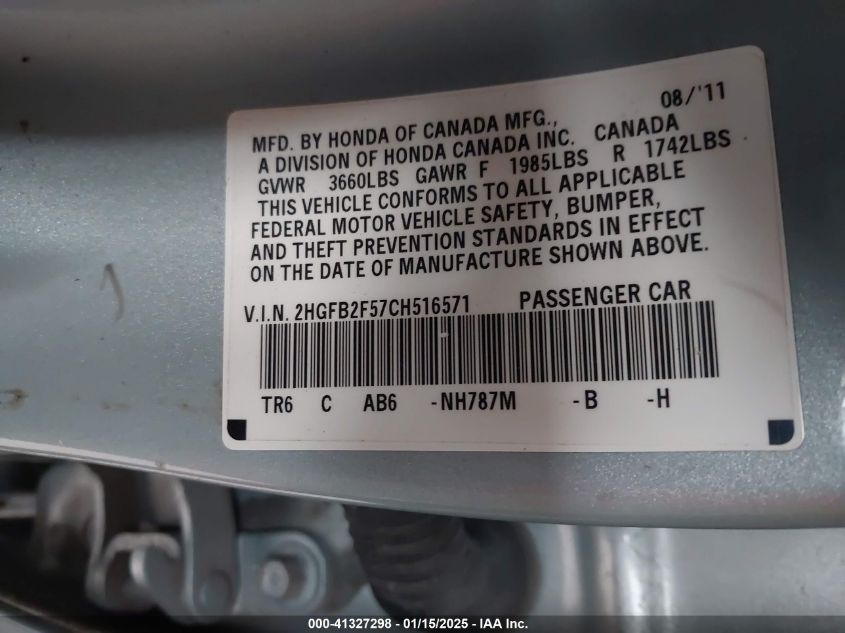 08/'11
MFD. BY HONDA OF CANADA MFG.,
A DIVISION OF HONDA CANADA INC. CANADA
GVWR 3660LBS GAWR F 1985LBS R 1742LBS
THIS VEHICLE CONFORMS TO ALL APPLICABLE
FEDERAL MOTOR VEHICLE SAFETY, BUMPER,
AND THEFT PREVENTION STANDARDS IN EFFECT
ON THE DATE OF MANUFACTURE SHOWN ABOVE.
V.I.N. 2HGFB2F57CH516571 PASSENGER CAR
TR6 C AB6 -NH787M -B -H
000-41327298 - 01/15/2025 - IAA Inc.